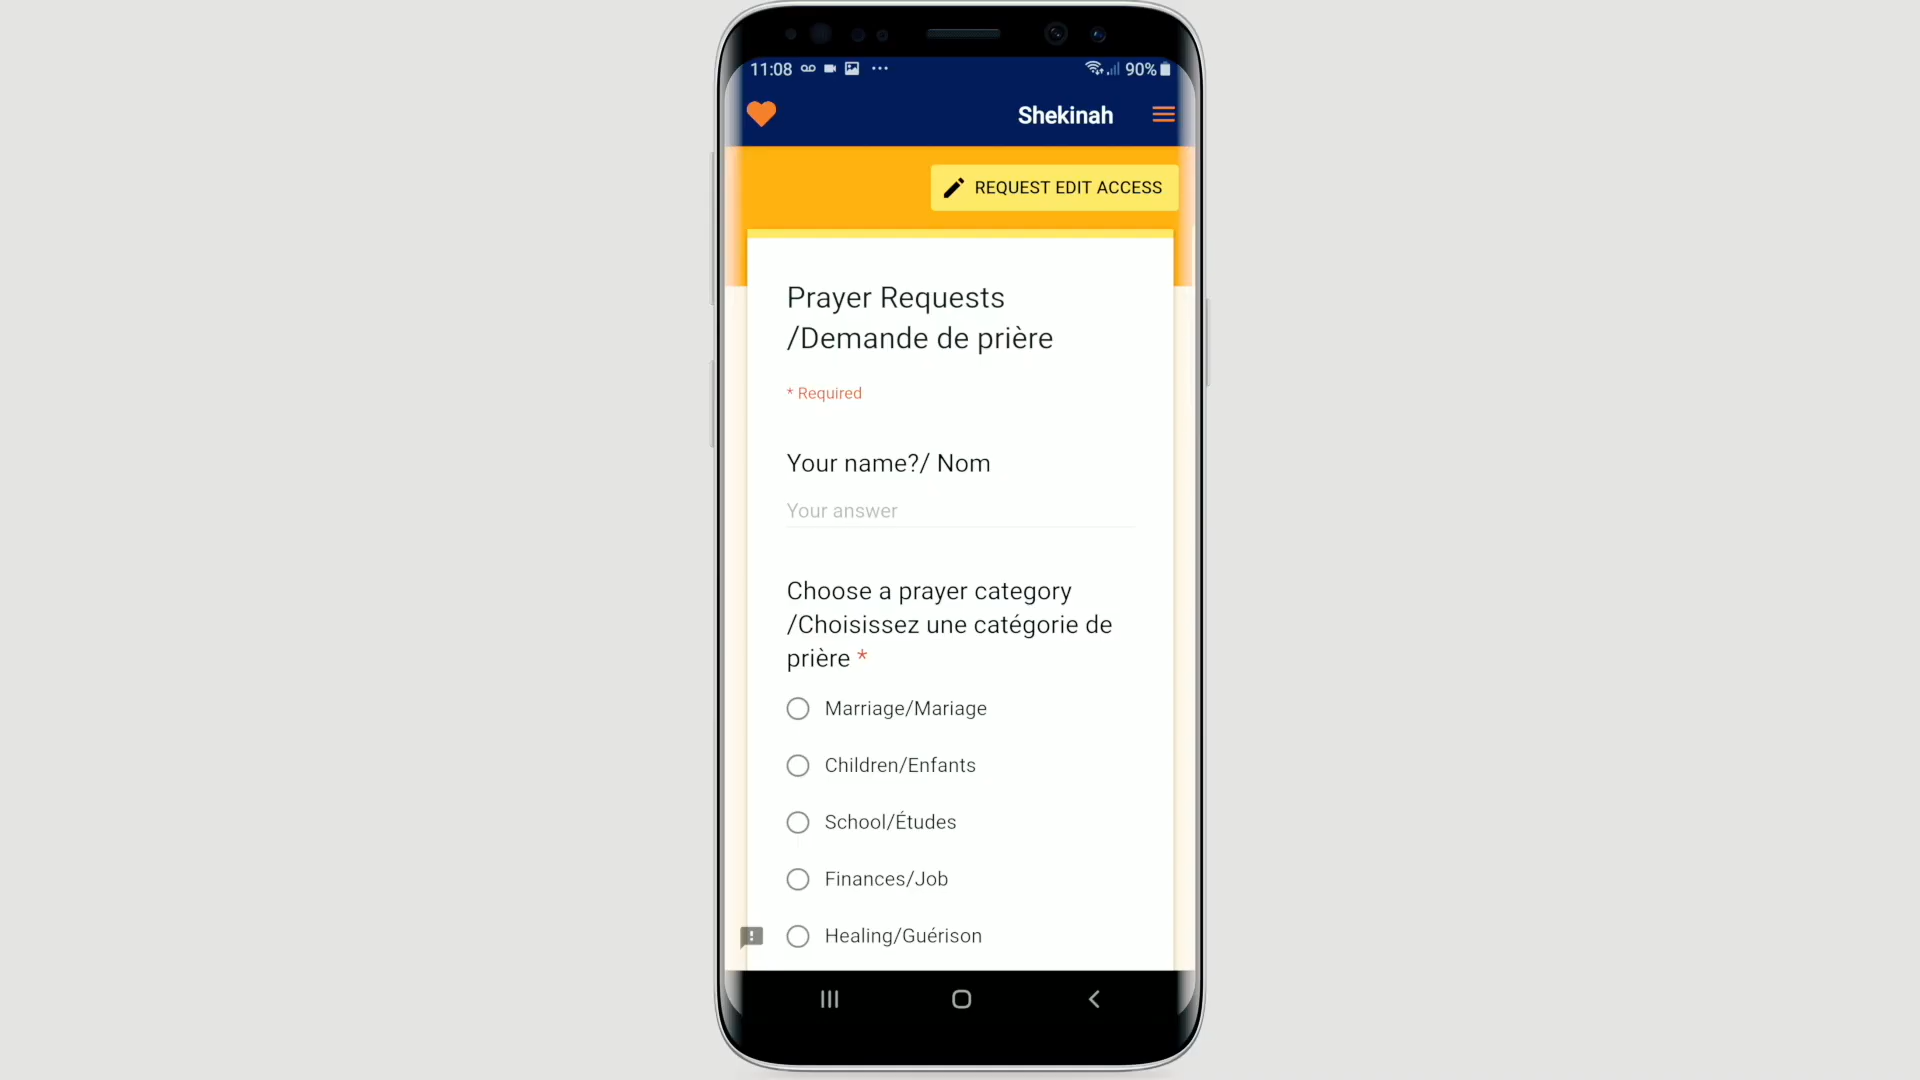 11:08
90%
Shekinah
REQUEST EDIT ACCESS
Prayer Requests
/Demande de prière
* Required
Your name?/ Nom
Your answer
Choose a prayer category
/Choisissez une catégorie de
prière *
Marriage/Mariage
Children/Enfants
School/Études
Finances/Job
Healing/Guérison